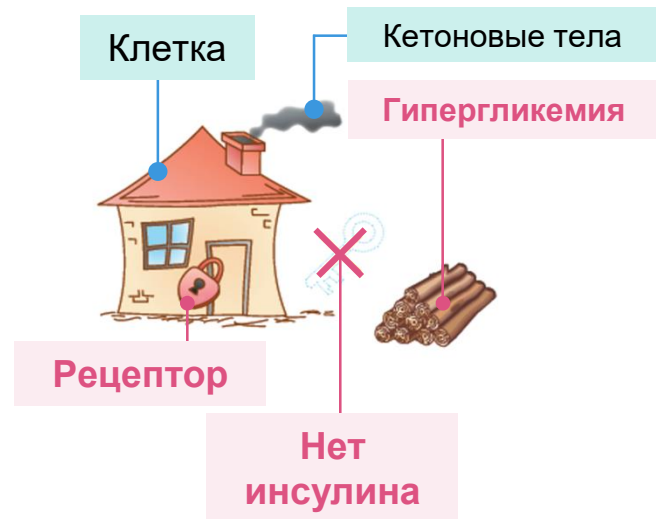 Клетка
Кетоновые тела
Гипергликемия
Рецептор
Нет
инсулина